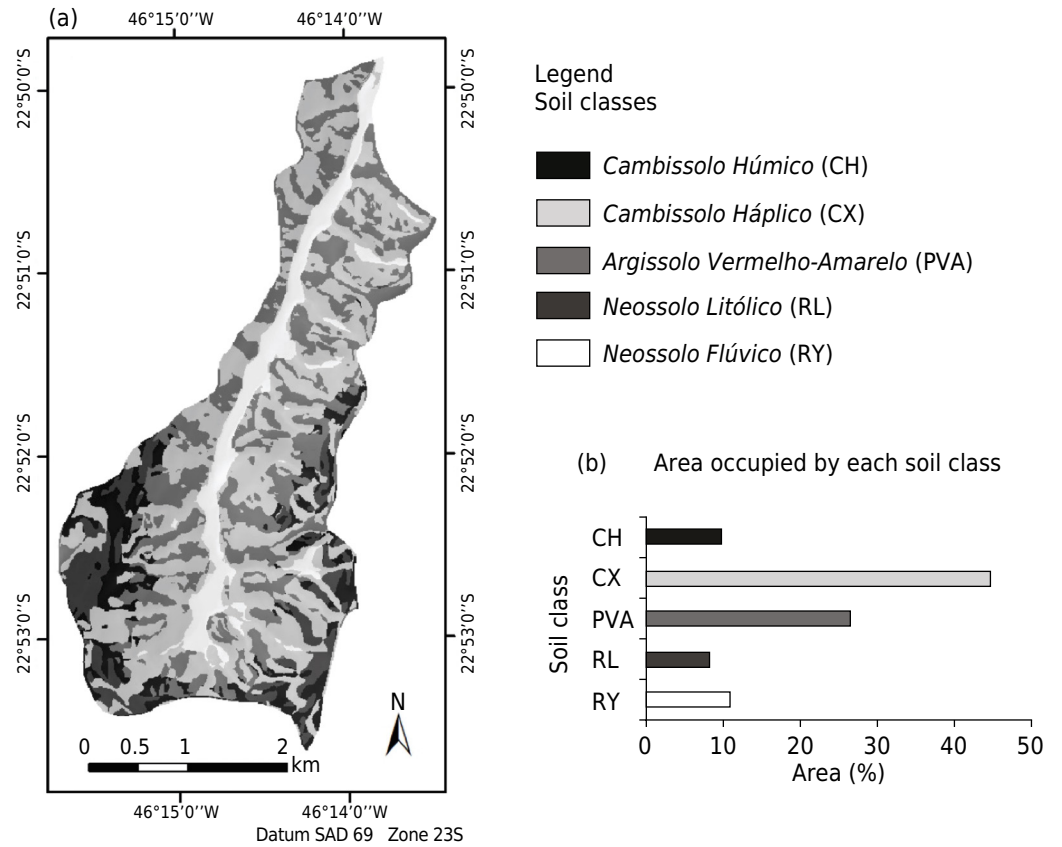 (a)
46°15’0’’W 46°14’0’’W
22°50’0’’S 22°50’0’’S
22°51’0’’S 22°51’0’’S
22°52’0’’S 22°52’0’’S
22°53’0’’S 22°53’0’’S
N
0 0.5 1 2
km
46°15’0’’W 46°14’0’’W
Datum SAD 69 Zone 23S
Legend
Soil classes
Cambissolo Húmico (CH)
Cambissolo Háplico (CX)
Argissolo Vermelho-Amarelo (PVA)
Neossolo Litólico (RL)
Neossolo Flúvico (RY)
(b) Area occupied by each soil class
Soil class
CH
CX
PVA
RL
RY
0 10 20 30 40 50
Area (%)